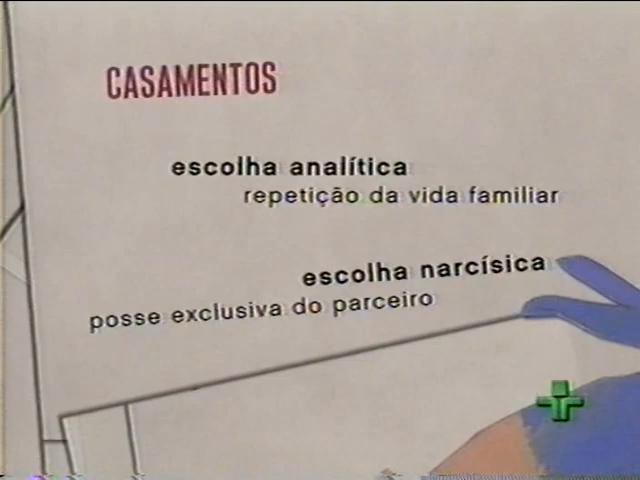 CASAMENTOS
escolha analítica
repetição da vida familiar
escolha narcísica
posse exclusiva do parceiro